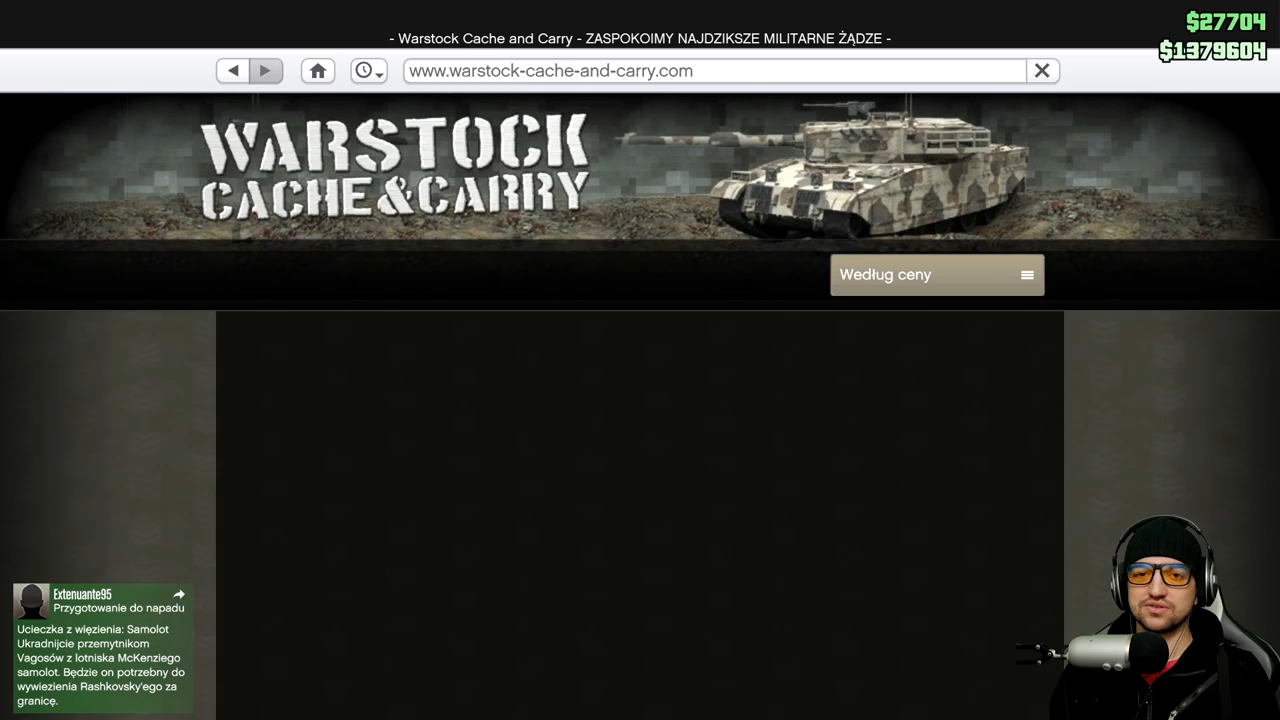 - Warstock Cache and Carry - ZASPOKOIMY NAJDZIKSZE MILITARNE ŻĄDZE -
$27704
$1379604
www.warstock-cache-and-carry.com
WARSTOCK
CACHE&CARRY
Według ceny
Extenuante95
Przygotowanie do napadu
Ucieczka z więzienia: Samolot
Ukradnijcie przemytnikom
Vagosów z lotniska McKenziego
samolot. Będzie on potrzebny do
wywiezienia Rashkovsky'ego za
granicę.